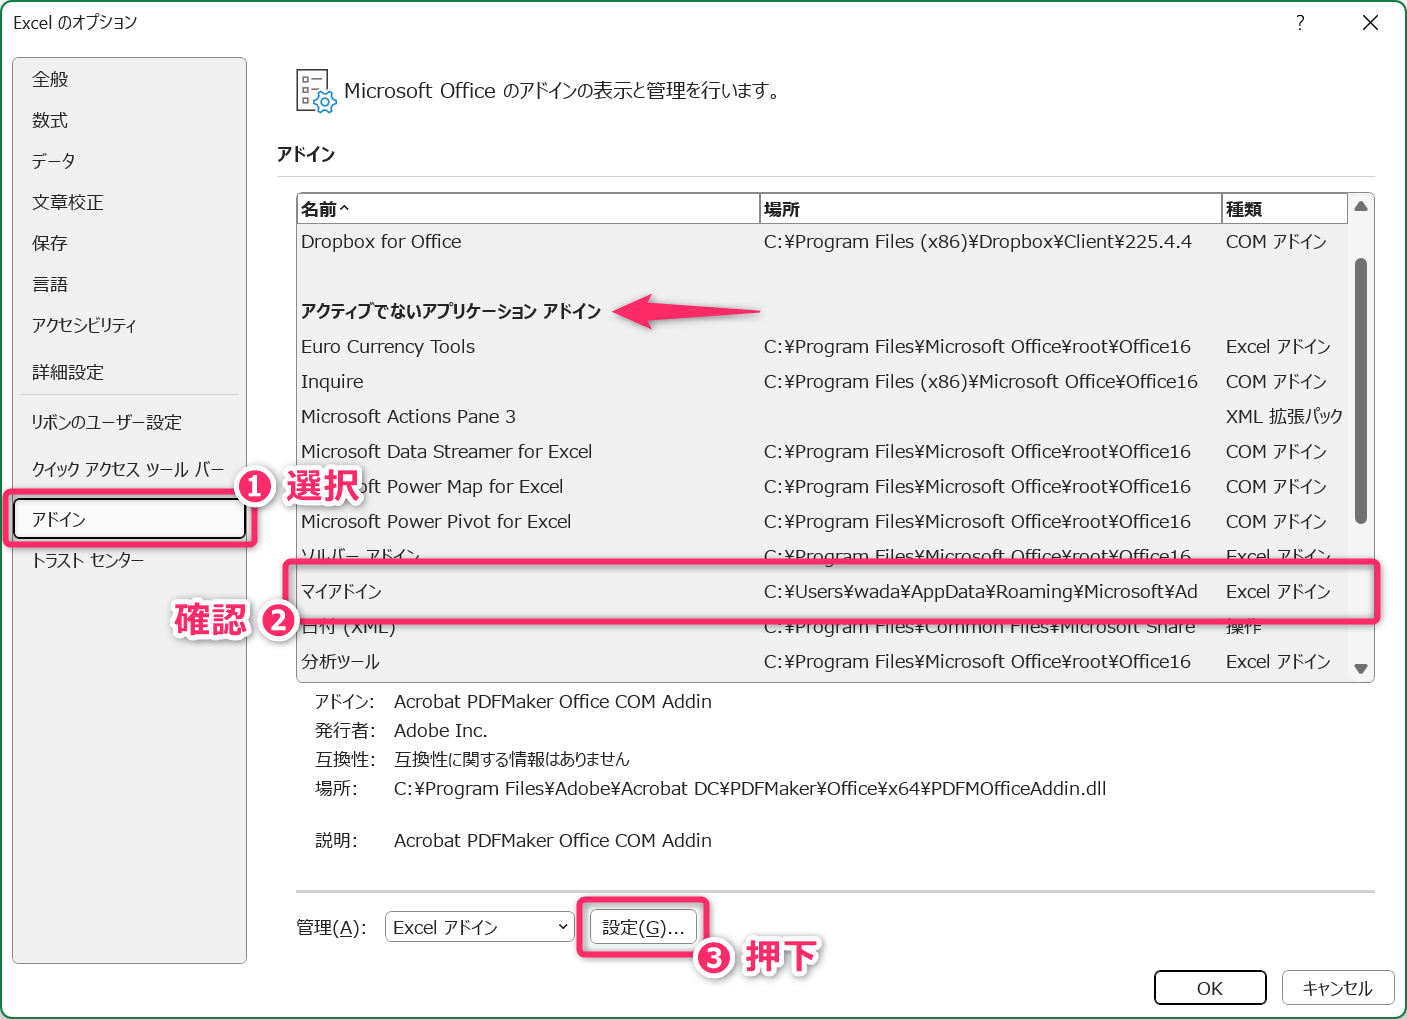 Excel のオプション
?
全般
数式
データ
文章校正
保存
言語
アクセシビリティ
詳細設定
リボンのユーザー設定
クイック アクセス ツール バー
❶ 選択
アドイン
トラスト センター
Microsoft Office のアドインの表示と管理を行います。
アドイン
名前 場所 種類
Dropbox for Office C:¥Program Files (x86)¥Dropbox¥Client¥225.4.4 COM アドイン
アクティブでないアプリケーション アドイン
Euro Currency Tools C:¥Program Files¥Microsoft Office¥root¥Office16 Excel アドイン
Inquire C:¥Program Files (x86)¥Microsoft Office¥Office16 COM アドイン
Microsoft Actions Pane 3 XML 拡張パック
Microsoft Data Streamer for Excel C:¥Program Files¥Microsoft Office¥root¥Office16 COM アドイン
soft Power Map for Excel C:¥Program Files¥Microsoft Office¥root¥Office16 COM アドイン
Microsoft Power Pivot for Excel C:¥Program Files¥Microsoft Office¥root¥Office16 COM アドイン
ソルバー アドイン C:¥Program Files¥Microsoft Office¥root¥Office16 Excel アドイン
マイアドイン C:¥Users¥wada¥AppData¥Roaming¥Microsoft¥Ad Excel アドイン
確認 ❷
日付 (XML) C:¥Program Files¥Common Files¥Microsoft Share 操作
分析ツール C:¥Program Files¥Microsoft Office¥root¥Office16 Excel アドイン
アドイン: Acrobat PDFMaker Office COM Addin
発行者: Adobe Inc.
互換性: 互換性に関する情報はありません
場所: C:¥Program Files¥Adobe¥Acrobat DC¥PDFMaker¥Office¥x64¥PDFMOfficeAddin.dll
説明: Acrobat PDFMaker Office COM Addin
管理(A): Excel アドイン 設定(G)...
❸ 押下
OK キャンセル